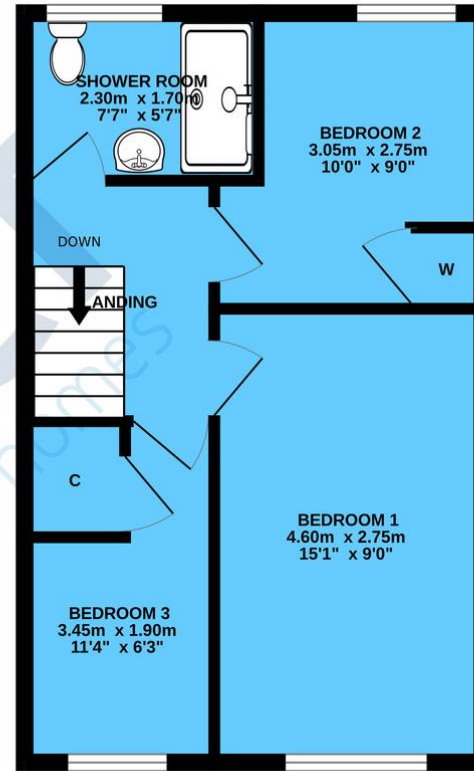 SHOWER ROOM
2.30m x 1.70m
7'7" x 5'7"
BEDROOM 2
3.05m x 2.75m
10'0" x 9'0"
DOWN
W
ANDING
C
BEDROOM 1
4.60m x 2.75m
15'1" x 9'0"
BEDROOM 3
3.45m x 1.90m
11'4" x 6'3"
homes